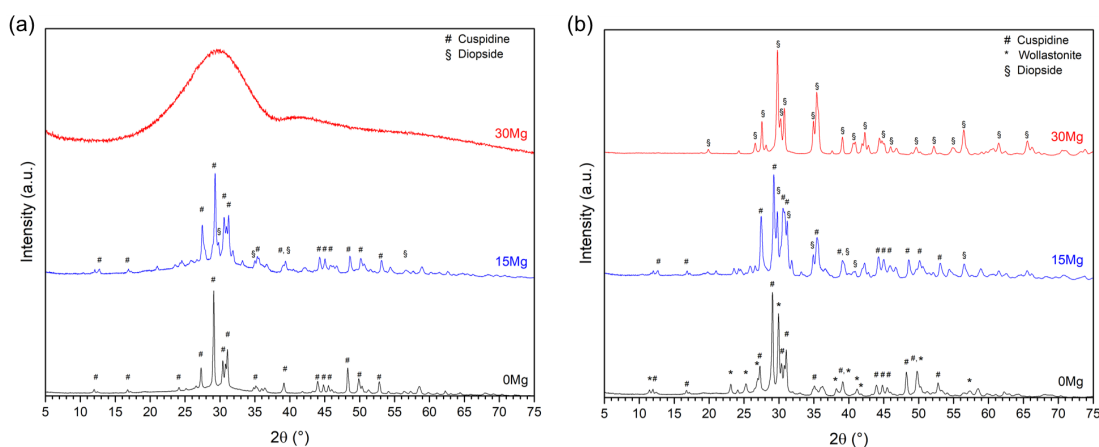 (a)
# Cuspidine
§ Diopside
30Mg
# # # § # # # # § # #, § # # # # # # §
15Mg
# # # # # # # # # # # # # #
0Mg
Intensity (a.u.)
5 10 15 20 25 30 35 40 45 50 55 60 65 70 75
2θ (°)
(b)
# Cuspidine
* Wollastonite
§ Diopside
§ § § § § § § § § § § § § § § § § §
30Mg
# # # # § # # § § # #, § § # # # # # # §
15Mg
* # # * * * # # * # # # * #, * * * # # # # #, * # *
0Mg
Intensity (a.u.)
5 10 15 20 25 30 35 40 45 50 55 60 65 70 75
2θ (°)